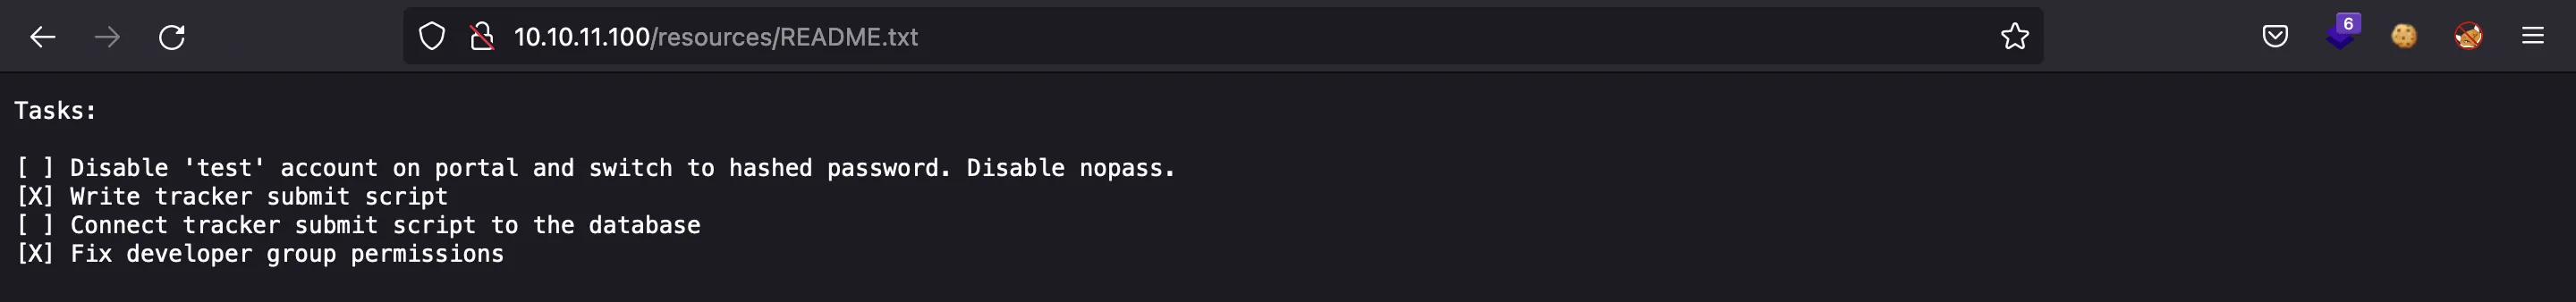 10.10.11.100/resources/README.txt
6
Tasks:
[ ] Disable 'test' account on portal and switch to hashed password. Disable nopass.
[X] Write tracker submit script
[ ] Connect tracker submit script to the database
[X] Fix developer group permissions